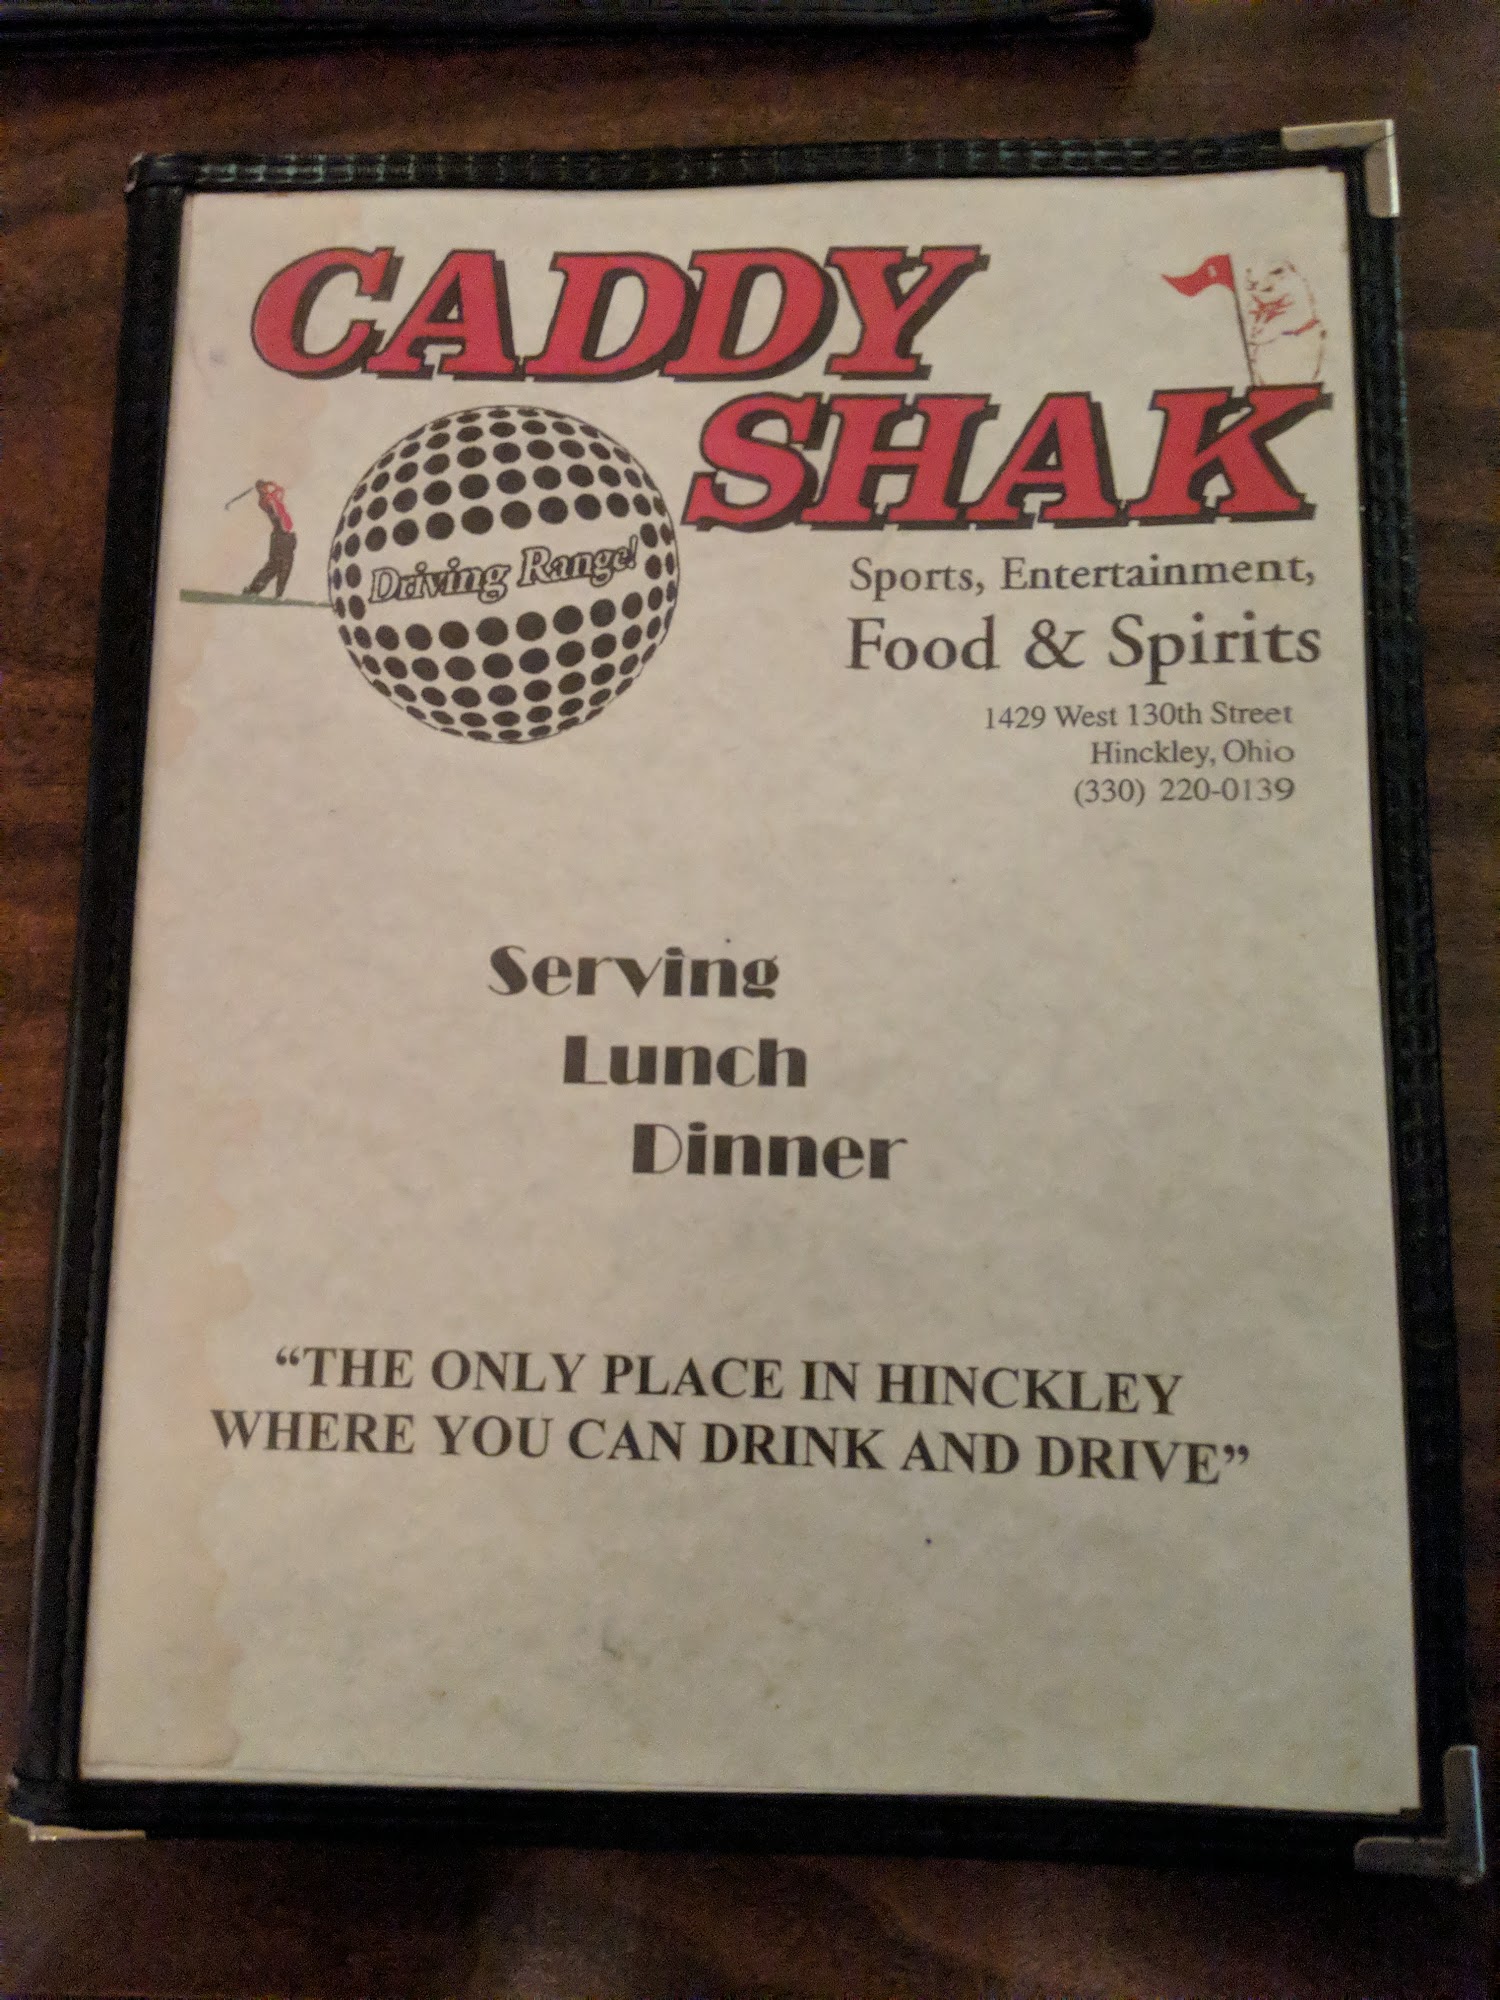 CADDY
SHAK
Driving Range!
Sports, Entertainment,
Food & Spirits
1429 West 130th Street
Hinckley, Ohio
(330) 220-0139
Serving
Lunch
Dinner
“THE ONLY PLACE IN HINCKLEY
WHERE YOU CAN DRINK AND DRIVE”